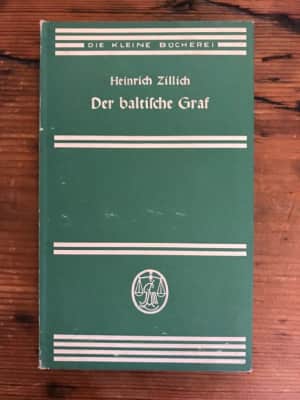 DIE KLEINE BÜCHEREI
Heinrich Zillich
Der baltische Graf